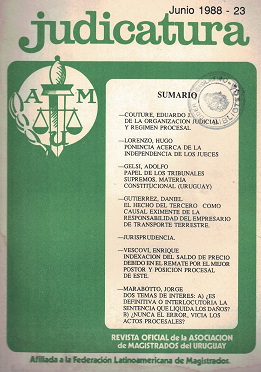 Junio 1988 - 23
judicatura
A M
U
SUMARIO
—COUTURE, EDUARDO J.
DE LA ORGANIZACION JUDICIAL
Y REGIMEN PROCESAL
—LORENZO, HUGO
PONENCIA ACERCA DE LA
INDEPENDENCIA DE LOS JUECES
—GELSI, ADOLFO
PAPEL DE LOS TRIBUNALES
SUPREMOS, MATERIA
CONSTITUCIONAL (URUGUAY)
—GUTIERREZ, DANIEL
EL HECHO DEL TERCERO COMO
CAUSAL EXIMENTE DE LA
RESPONSABILIDAD DEL EMPRESARIO
DE TRANSPORTE TERRESTRE.
—JURISPRUDENCIA.
—VESCOVI, ENRIQUE
INDEXACION DEL SALDO DE PRECIO
DEBIDO EN EL REMATE POR EL MEJOR
POSTOR Y POSICION PROCESAL
DE ESTE.
—MARABOTTO, JORGE
DOS TEMAS DE INTERES: A) ¿ES
DEFINITIVA O INTERLOCUTORIA LA
SENTENCIA QUE LIQUIDA LOS DAÑOS?
B) ¿NUNCA EL ERROR, VICIA LOS
ACTOS PROCESALES?
REVISTA OFICIAL de la ASOCIACION
de MAGISTRADOS del URUGUAY
Afiliada a la Federación Latinoamericana de Magistrados.